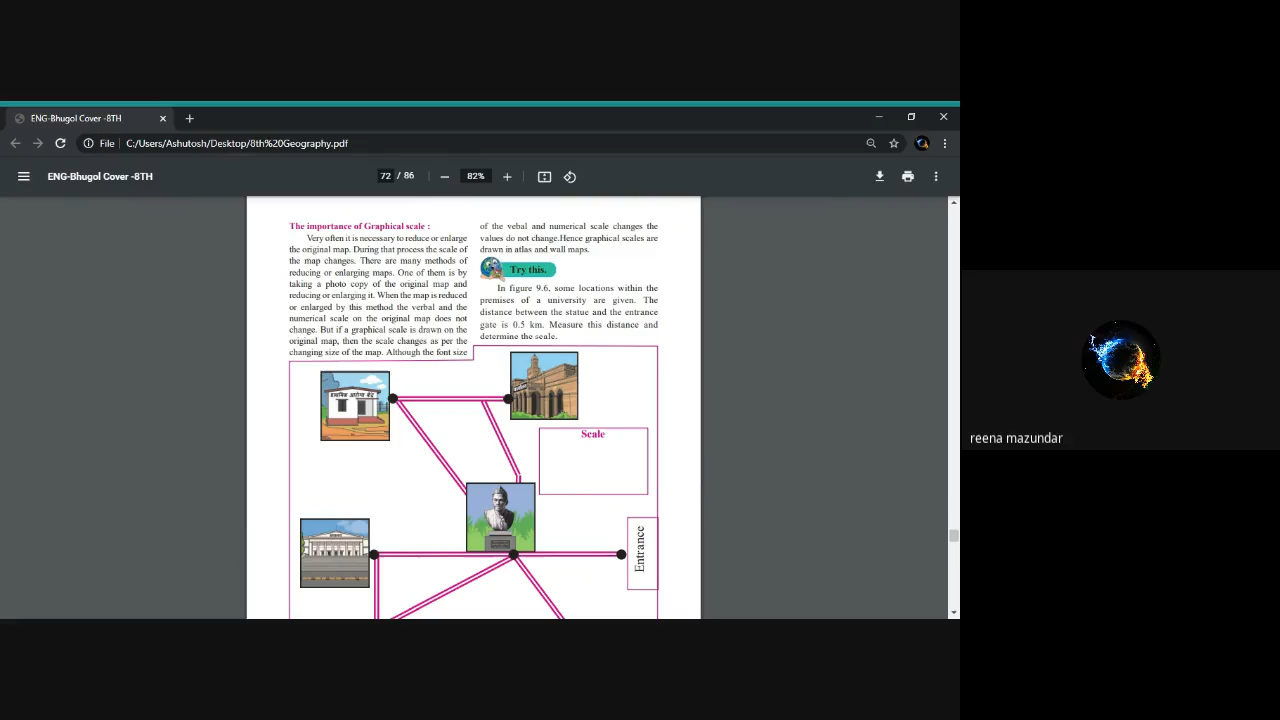 ENG-Bhugol Cover -8TH
File C:/Users/Ashutosh/Desktop/8th%20Geography.pdf
ENG-Bhugol Cover -8TH
72 / 86
82%
The importance of Graphical scale :
Very often it is necessary to reduce or enlarge
the original map. During that process the scale of
the map changes. There are many methods of
reducing or enlarging maps. One of them is by
taking a photo copy of the original map and
reducing or enlarging it. When the map is reduced
or enlarged by this method the verbal and the
numerical scale on the original map does not
change. But if a graphical scale is drawn on the
original map, then the scale changes as per the
changing size of the map. Although the font size
of the vebal and numerical scale changes the
values do not change.Hence graphical scales are
drawn in atlas and wall maps.
Try this.
In figure 9.6, some locations within the
premises of a university are given. The
distance between the statue and the entrance
gate is 0.5 km. Measure this distance and
determine the scale.
प्राथमिक आरोग्य केंद्र
Scale
Entrance
reena mazundar